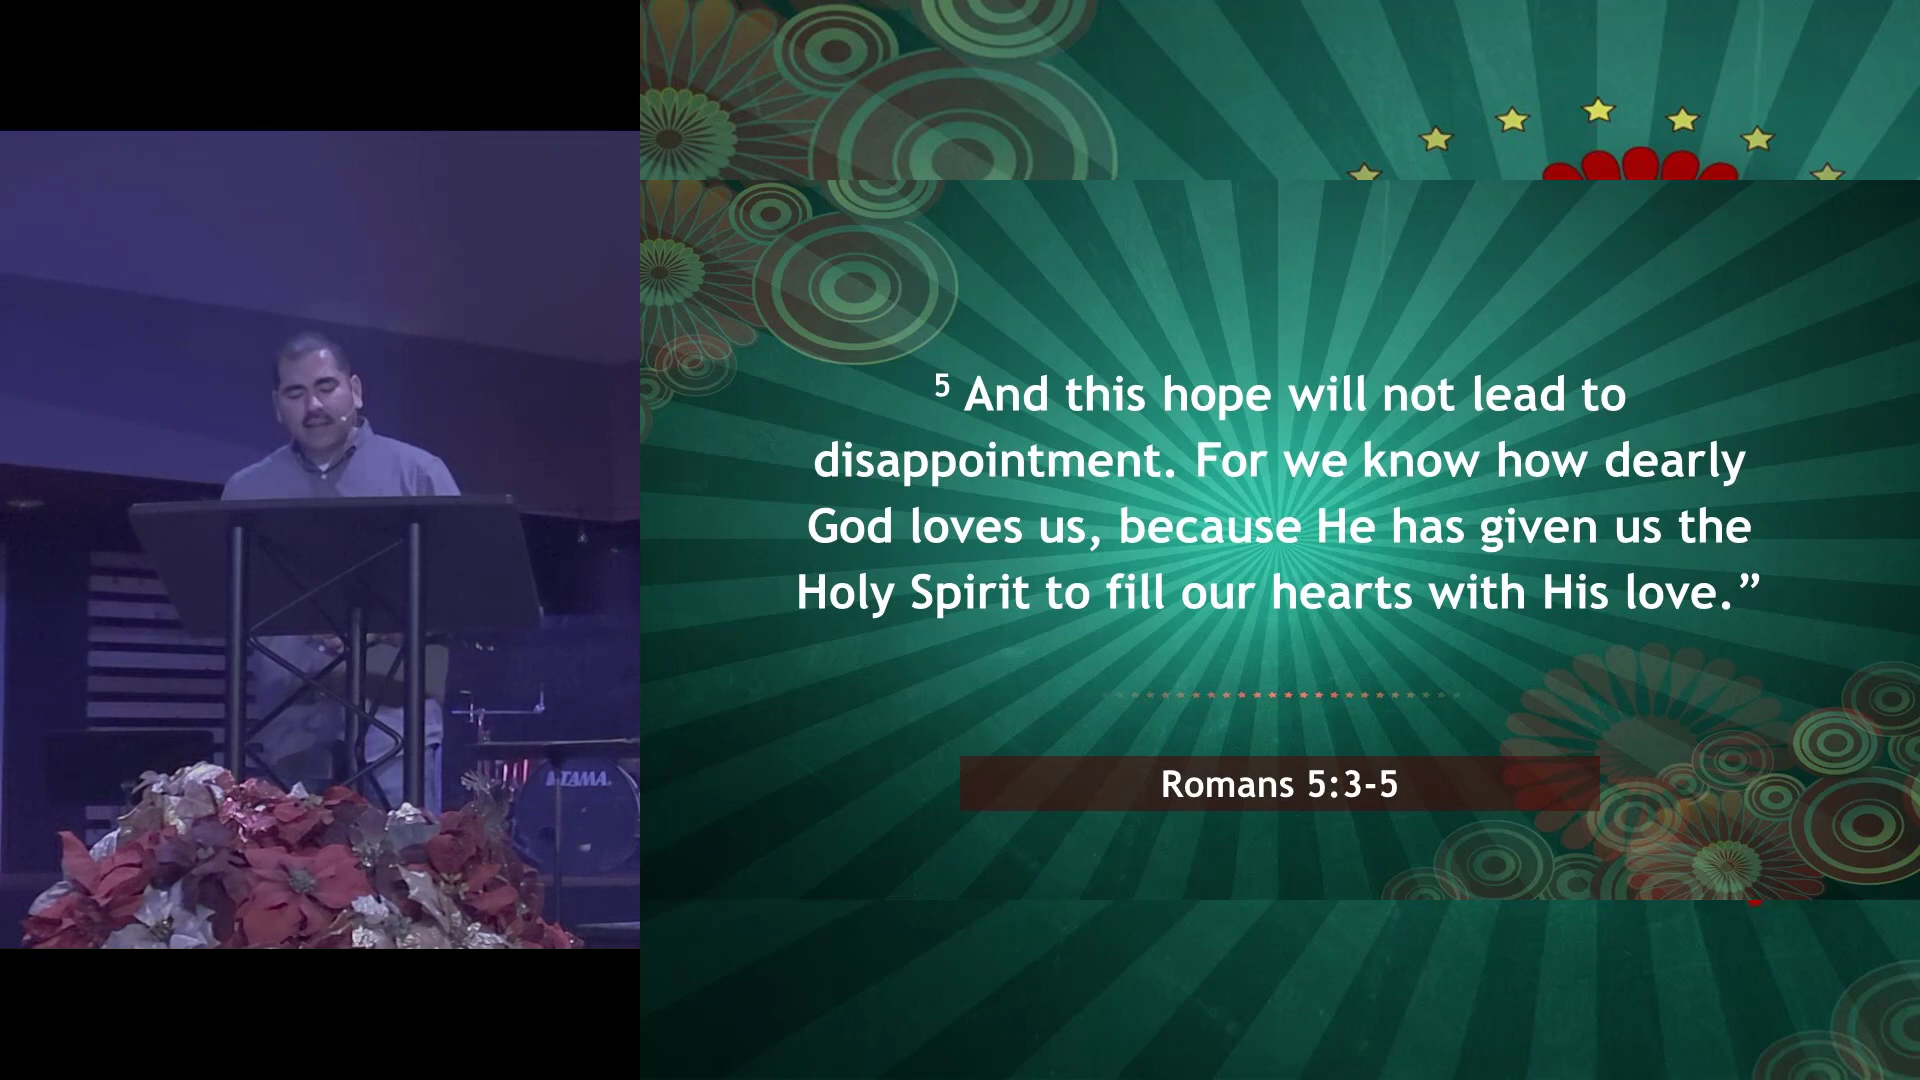 ⁵ And this hope will not lead to
disappointment. For we know how dearly
God loves us, because He has given us the
Holy Spirit to fill our hearts with His love.”
Romans 5:3-5
TAMA